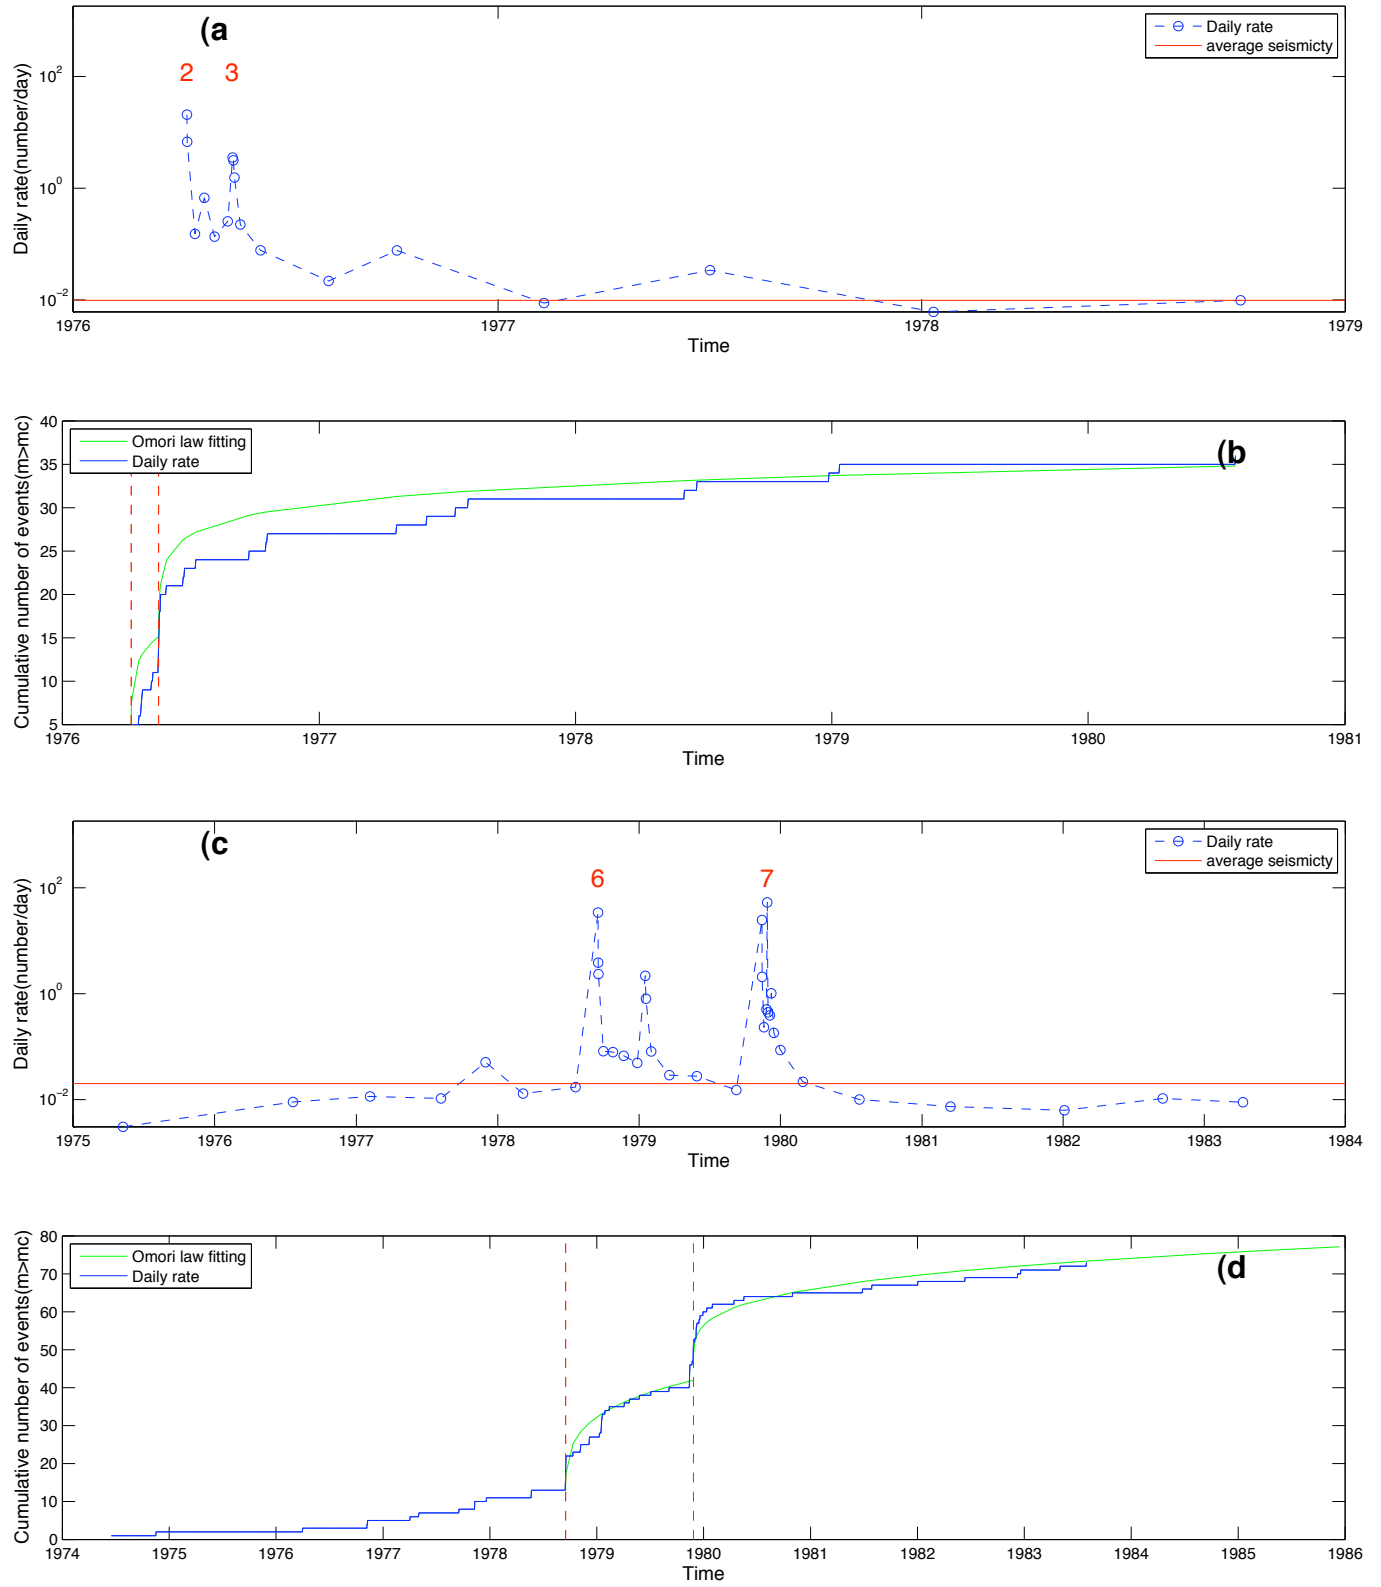 (a
2 3
Daily rate
average seismicty
Daily rate(number/day)
10^2
10^0
10^-2
1976 1977 1978 1979
Time
Omori law fitting
Daily rate
(b
Cumulative number of events(m>mc)
40
35
30
25
20
15
10
5
1976 1977 1978 1979 1980 1981
Time
(c
6 7
Daily rate
average seismicty
Daily rate(number/day)
10^2
10^0
10^-2
1975 1976 1977 1978 1979 1980 1981 1982 1983 1984
Time
Omori law fitting
Daily rate
(d
Cumulative number of events(m>mc)
80
70
60
50
40
30
20
10
0
1974 1975 1976 1977 1978 1979 1980 1981 1982 1983 1984 1985 1986
Time